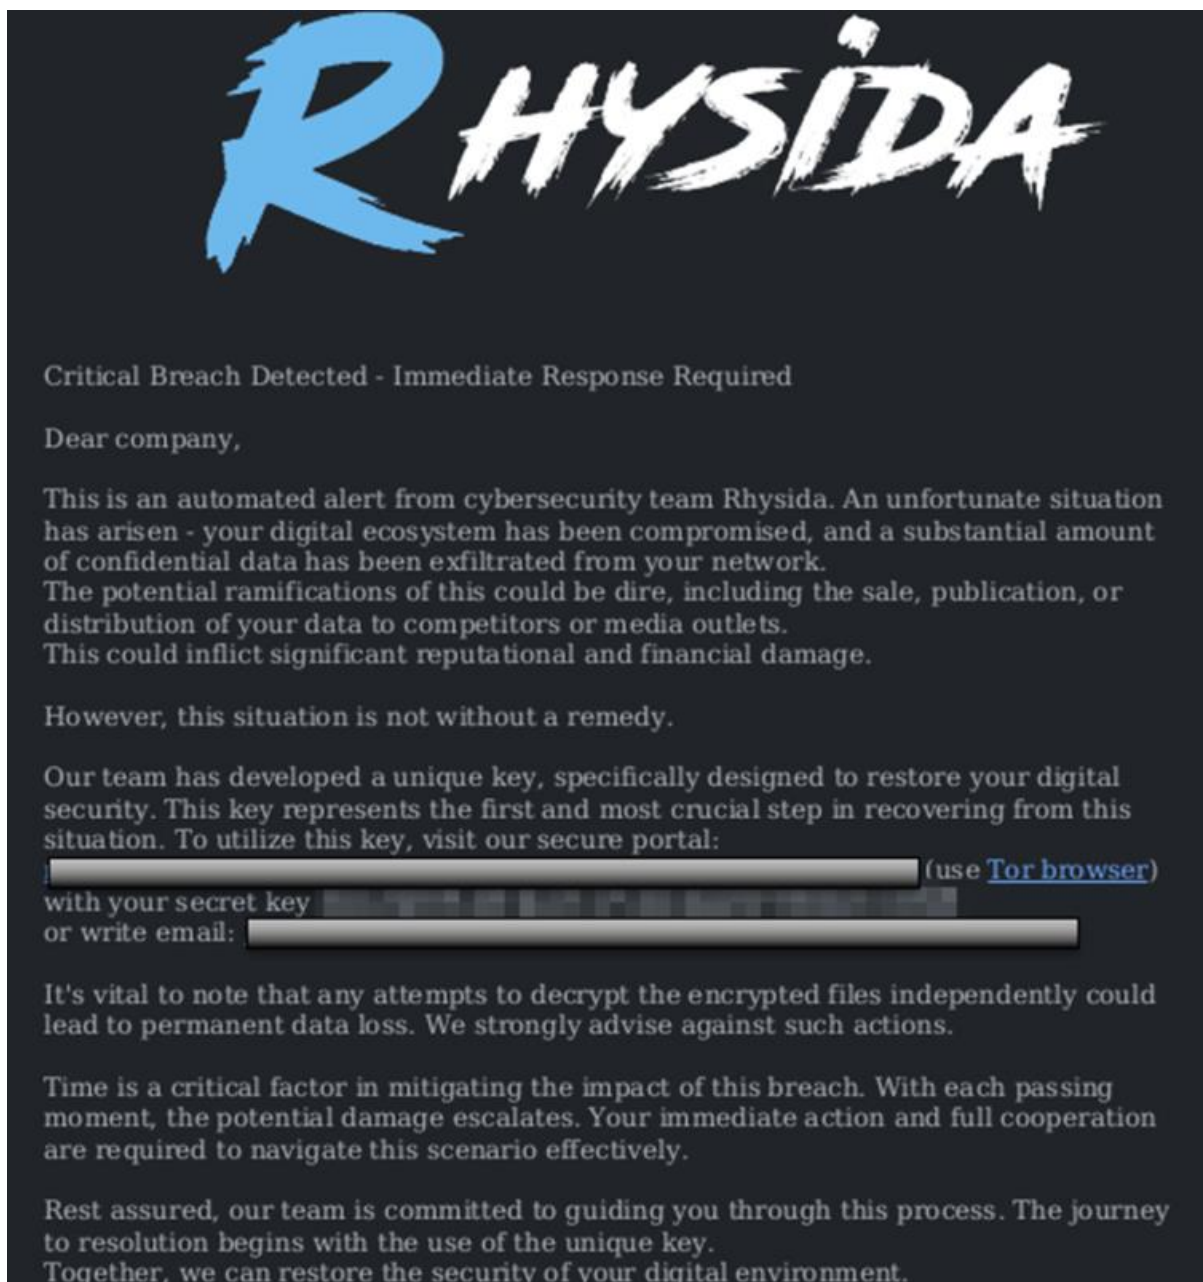 RHYSIDA
Critical Breach Detected - Immediate Response Required
Dear company,
This is an automated alert from cybersecurity team Rhysida. An unfortunate situation
has arisen - your digital ecosystem has been compromised, and a substantial amount
of confidential data has been exfiltrated from your network.
The potential ramifications of this could be dire, including the sale, publication, or
distribution of your data to competitors or media outlets.
This could inflict significant reputational and financial damage.
However, this situation is not without a remedy.
Our team has developed a unique key, specifically designed to restore your digital
security. This key represents the first and most crucial step in recovering from this
situation. To utilize this key, visit our secure portal:
(use Tor browser)
with your secret key
or write email:
It's vital to note that any attempts to decrypt the encrypted files independently could
lead to permanent data loss. We strongly advise against such actions.
Time is a critical factor in mitigating the impact of this breach. With each passing
moment, the potential damage escalates. Your immediate action and full cooperation
are required to navigate this scenario effectively.
Rest assured, our team is committed to guiding you through this process. The journey
to resolution begins with the use of the unique key.
Together, we can restore the security of your digital environment.